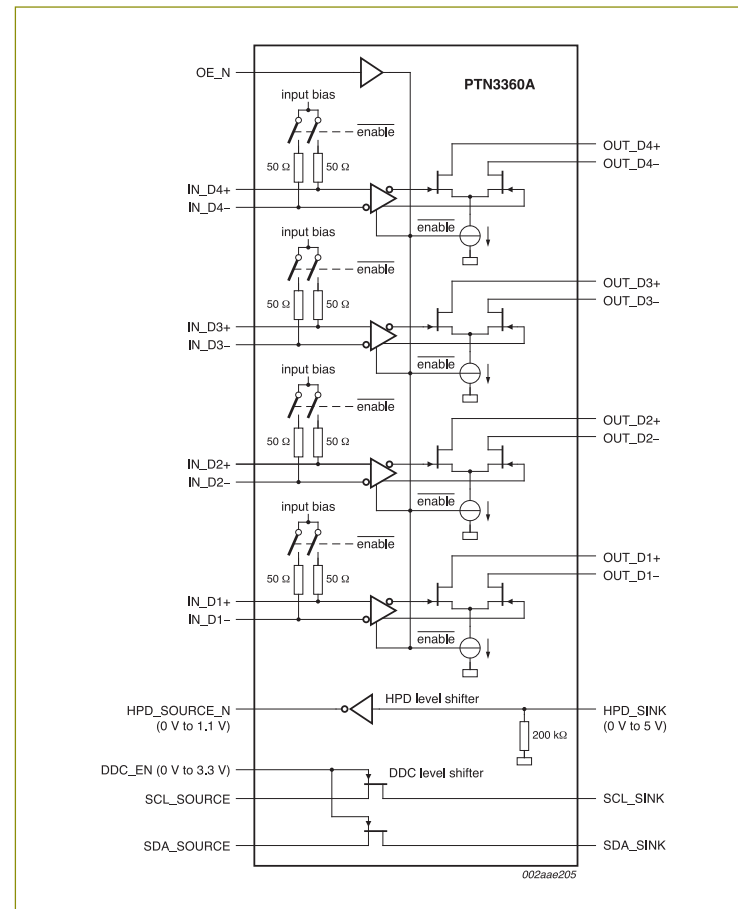 OE_N
PTN3360A
input bias
enable
50 Ω 50 Ω
OUT_D4+
OUT_D4−
IN_D4+
IN_D4−
enable
input bias
enable
50 Ω 50 Ω
OUT_D3+
OUT_D3−
IN_D3+
IN_D3−
enable
input bias
enable
50 Ω 50 Ω
OUT_D2+
OUT_D2−
IN_D2+
IN_D2−
enable
input bias
enable
50 Ω 50 Ω
OUT_D1+
OUT_D1−
IN_D1+
IN_D1−
enable
HPD level shifter
HPD_SOURCE_N
(0 V to 1.1 V)
HPD_SINK
(0 V to 5 V)
200 kΩ
DDC_EN (0 V to 3.3 V)
DDC level shifter
SCL_SOURCE
SCL_SINK
SDA_SOURCE
SDA_SINK
002aae205